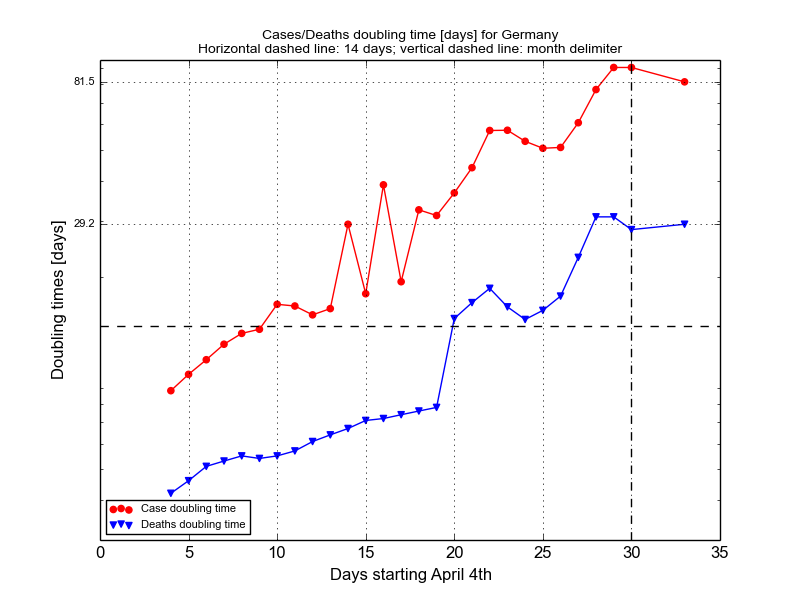 Cases/Deaths doubling time [days] for Germany
Horizontal dashed line: 14 days; vertical dashed line: month delimiter
81.5
29.2
Doubling times [days]
Case doubling time
Deaths doubling time
0 5 10 15 20 25 30 35
Days starting April 4th